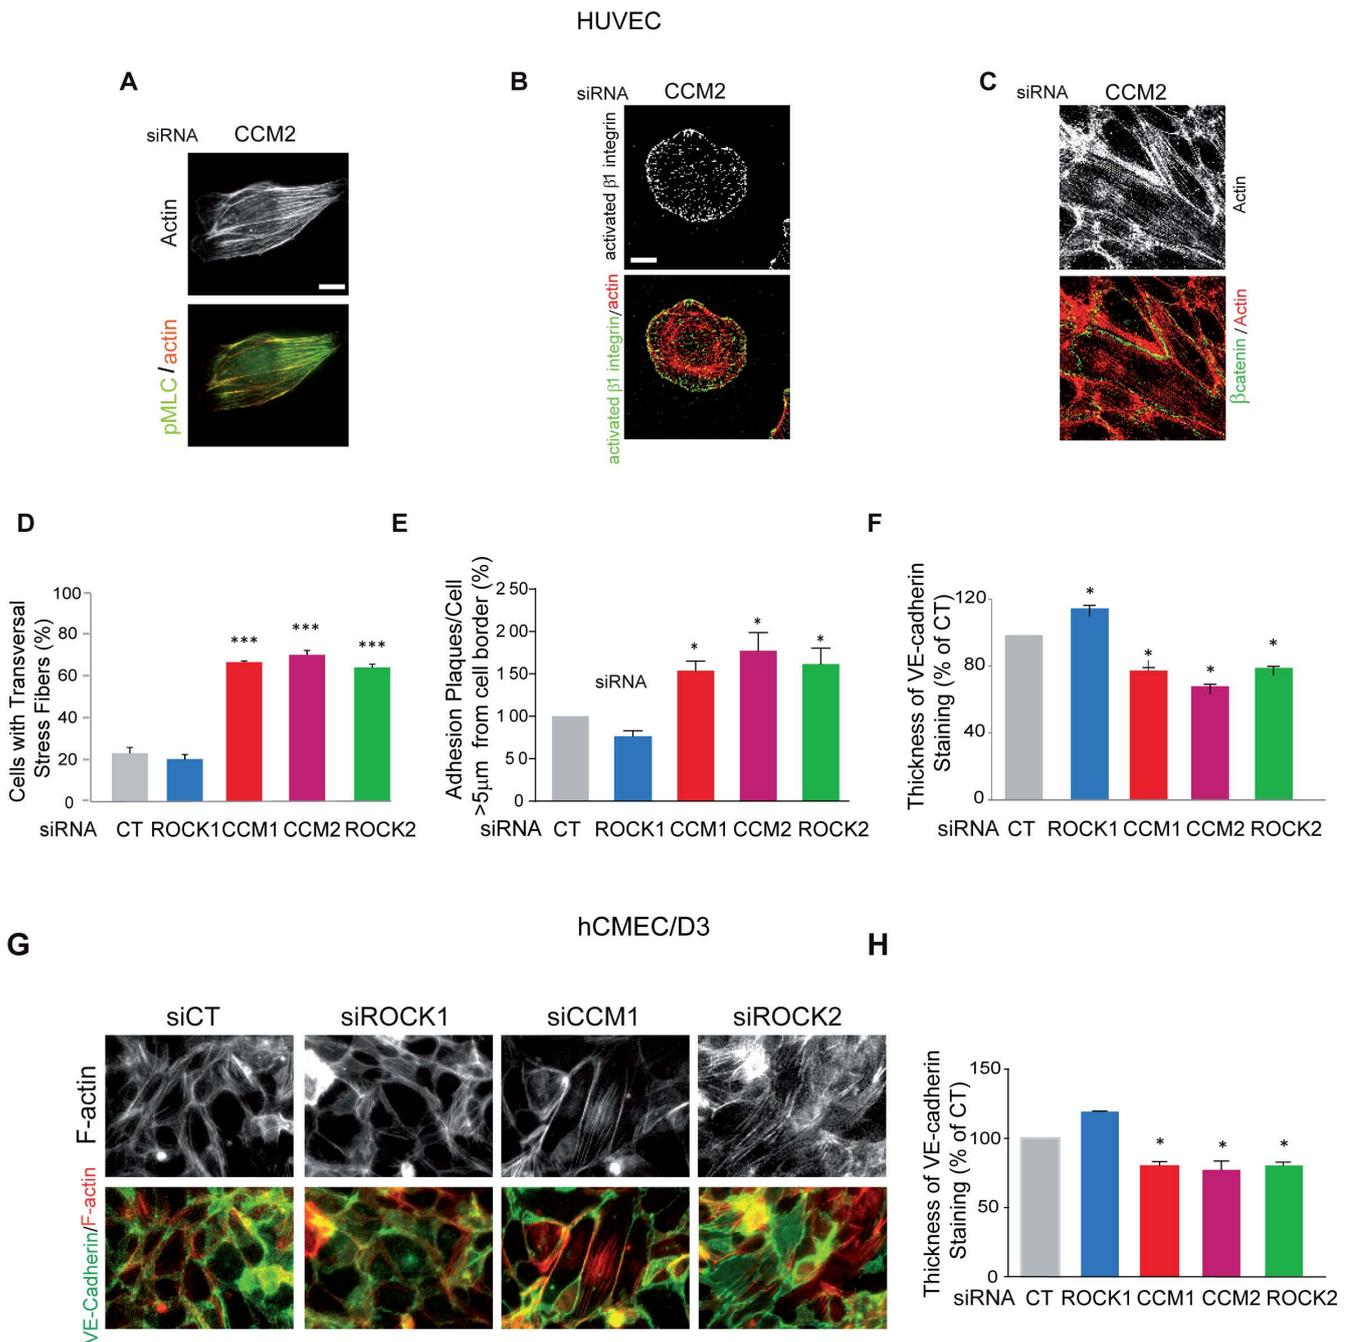 HUVEC
A
siRNA CCM2
Actin
pMLC/actin
B
siRNA CCM2
activated β1 integrin
activated β1 integrin/actin
C
siRNA CCM2
Actin
βcatenin/Actin
D
Cells with Transversal
Stress Fibers (%)
100
80
60
40
20
0
***
***
***
siRNA CT ROCK1 CCM1 CCM2 ROCK2
E
Adhesion Plaques/Cell
>5μm from cell border (%)
250
200
150
100
50
0
siRNA
*
*
*
siRNA CT ROCK1 CCM2 CCM2 ROCK2
F
Thickness of VE-cadherin
Staining (% of CT)
120
80
40
0
*
*
*
*
siRNA CT ROCK1 CCM1 CCM2 ROCK2
hCMEC/D3
G
siCT siROCK1 siCCM1 siROCK2
F-actin
VE-Cadherin/F-actin
H
Thickness of VE-cadherin
Staining (% of CT)
150
100
50
0
*
*
*
siRNA CT ROCK1 CCM1 CCM2 ROCK2